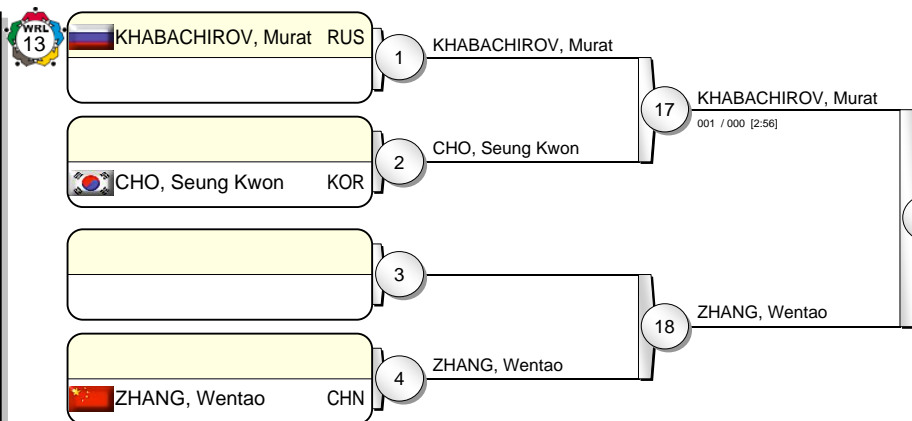 WRL
13
KHABACHIROV, Murat RUS
1
KHABACHIROV, Murat
17
KHABACHIROV, Murat
001 / 000 [2:56]
CHO, Seung Kwon KOR
2
CHO, Seung Kwon
3
18
ZHANG, Wentao
ZHANG, Wentao CHN
4
ZHANG, Wentao